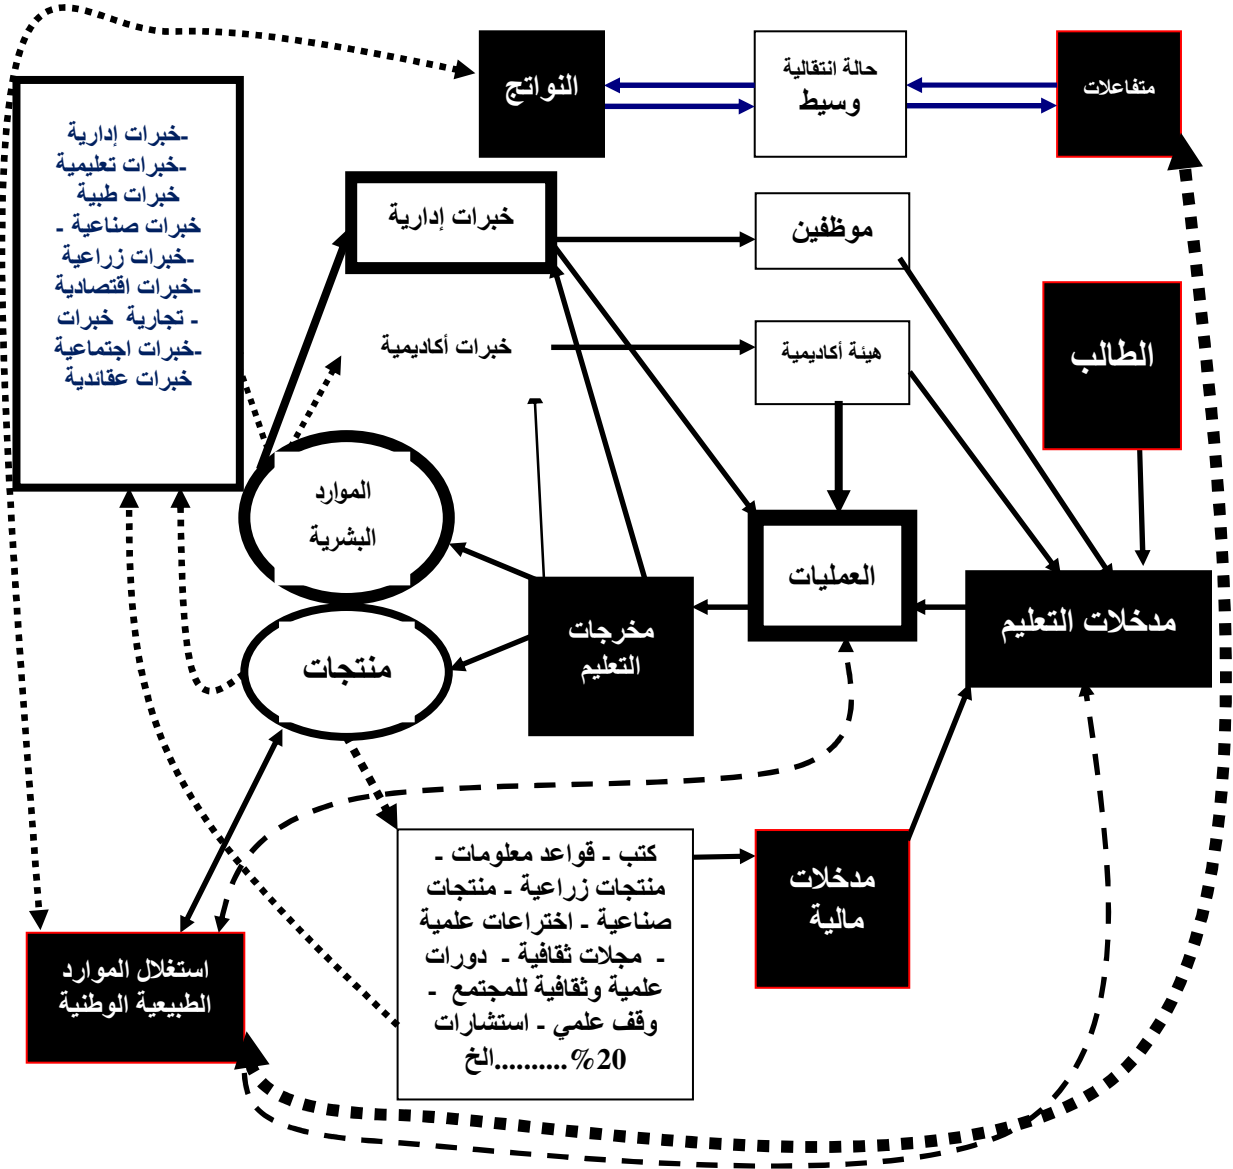 متفاعلات
حالة انتقالية
وسيط
النواتج
-خبرات إدارية
-خبرات تعليمية
خبرات طبية
خبرات صناعية -
-خبرات زراعية
-خبرات اقتصادية
- تجارية خبرات
-خبرات اجتماعية
خبرات عقائدية
خبرات إدارية
موظفين
الطالب
هيئة أكاديمية
خبرات أكاديمية
الموارد
البشرية
العمليات
مدخلات التعليم
مخرجات
التعليم
منتجات
كتب - قواعد معلومات -
منتجات زراعية - منتجات
صناعية - اختراعات علمية
- مجلات ثقافية - دورات
علمية وثقافية للمجتمع -
وقف علمي - استشارات
20%..........الخ
مدخلات
مالية
استغلال الموارد
الطبيعية الوطنية